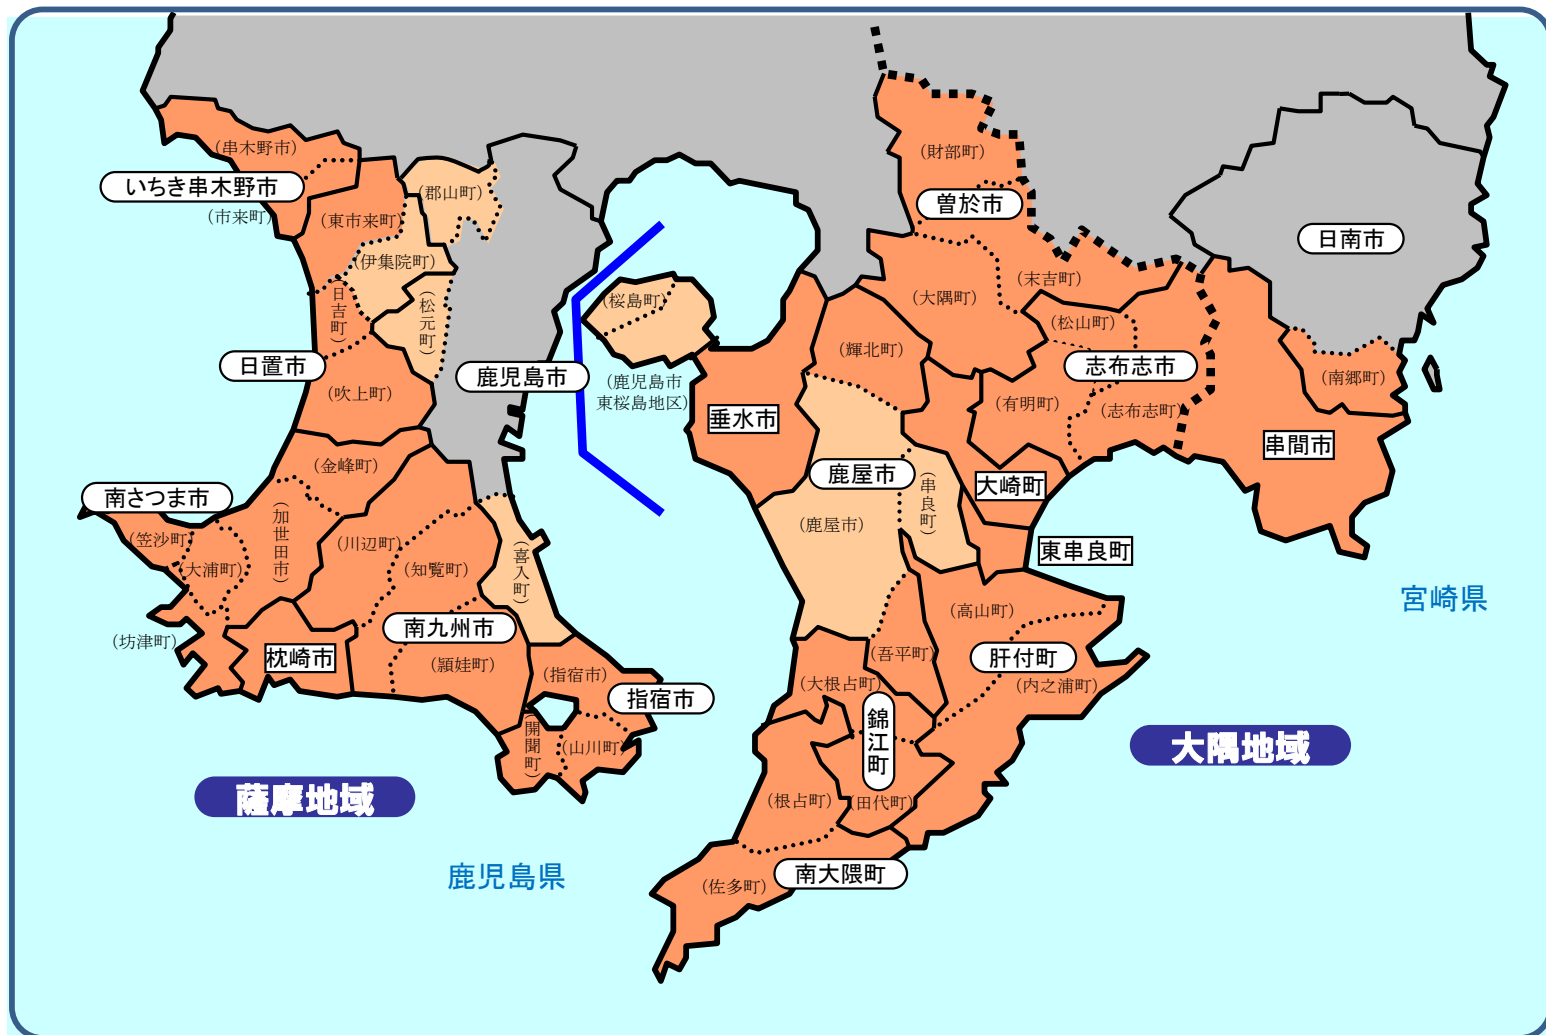 (串木野市)
いちき串木野市
(市来町)
(東市来町)
(郡山町)
(伊集院町)
(日吉町)
(松元町)
日置市
(吹上町)
鹿児島市
(桜島町)
(鹿児島市
東桜島地区)
(金峰町)
南さつま市
(笠沙町)
(大浦町)
(加世田市)
(川辺町)
(知覧町)
(喜入町)
(坊津町)
枕崎市
南九州市
(頴娃町)
(指宿市)
指宿市
(開聞町)
(山川町)
薩摩地域
鹿児島県
(財部町)
曽於市
(末吉町)
(大隅町)
(松山町)
(輝北町)
志布志市
(有明町)
(志布志町)
垂水市
鹿屋市
(鹿屋市)
(串良町)
大崎町
東串良町
日南市
(南郷町)
串間市
宮崎県
(高山町)
(吾平町)
肝付町
(内之浦町)
(大根占町)
錦江町
(田代町)
(根占町)
南大隈町
(佐多町)
大隅地域